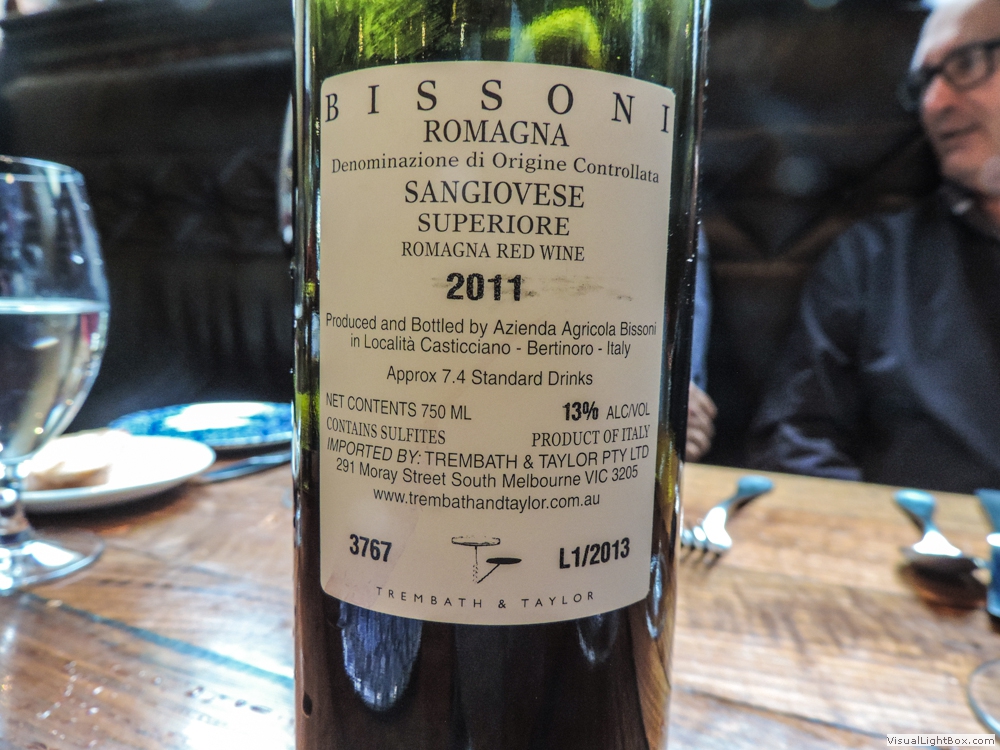 BISSONI
ROMAGNA
Denominazione di Origine Controllata
SANGIOVESE
SUPERIORE
ROMAGNA RED WINE
2011
Produced and Bottled by Azienda Agricola Bissoni
in Località Casticciano - Bertinoro - Italy
Approx 7.4 Standard Drinks
NET CONTENTS 750 ML 13% ALC/VOL
CONTAINS SULFITES PRODUCT OF ITALY
IMPORTED BY: TREMBATH & TAYLOR PTY LTD
291 Moray Street South Melbourne VIC 3205
www.trembathandtaylor.com.au
3767 L1/2013
TREMBATH & TAYLOR
VisualLightBox.com